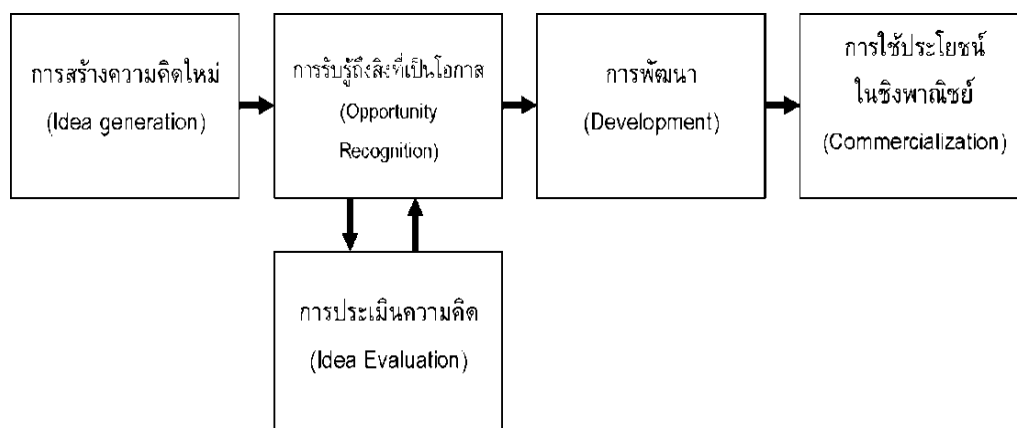 การสร้างความคิดใหม่
(Idea generation)
การรับรู้ถึงสิ่งที่เป็นโอกาส
(Opportunity
Recognition)
การพัฒนา
(Development)
การใช้ประโยชน์
ในชิงพาณิชย์
(Commercialization)
การประเมินความคิด
(Idea Evaluation)